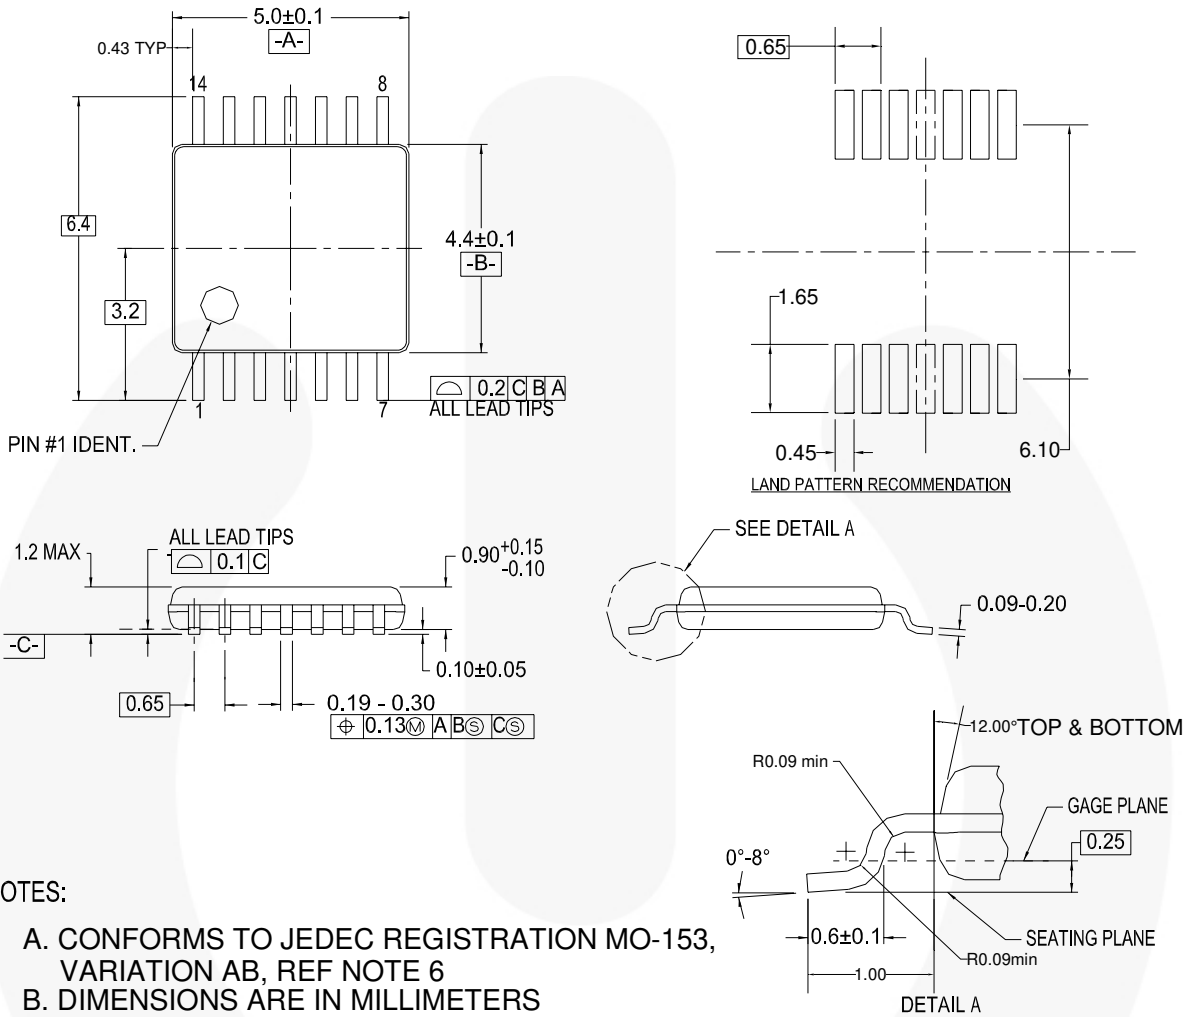 5.0±0.1
-A-
0.43 TYP
14
8
6.4
4.4±0.1
-B-
3.2
0.2 C B A
ALL LEAD TIPS
1
7
PIN #1 IDENT.
0.65
1.65
0.45
6.10
LAND PATTERN RECOMMENDATION
ALL LEAD TIPS
0.1 C
1.2 MAX
0.90 +0.15
-0.10
-C-
0.10±0.05
0.65
0.19 - 0.30
⌖ 0.13Ⓜ A BⓈ CⓈ
SEE DETAIL A
0.09-0.20
12.00° TOP & BOTTOM
R0.09 min
GAGE PLANE
0.25
0°-8°
0.6±0.1
SEATING PLANE
R0.09min
1.00
DETAIL A
OTES:
A. CONFORMS TO JEDEC REGISTRATION MO-153,
VARIATION AB, REF NOTE 6
B. DIMENSIONS ARE IN MILLIMETERS